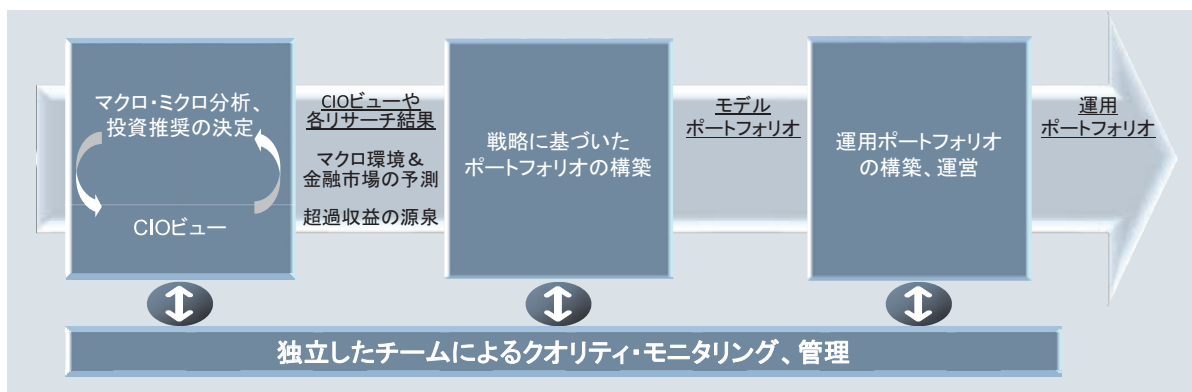 マクロ・ミクロ分析、
投資推奨の決定
CIOビュー
CIOビューや
各リサーチ結果
マクロ環境&
金融市場の予測
超過収益の源泉
戦略に基づいた
ポートフォリオの構築
モデル
ポートフォリオ
運用ポートフォリオ
の構築、運営
運用
ポートフォリオ
独立したチームによるクオリティ・モニタリング、管理